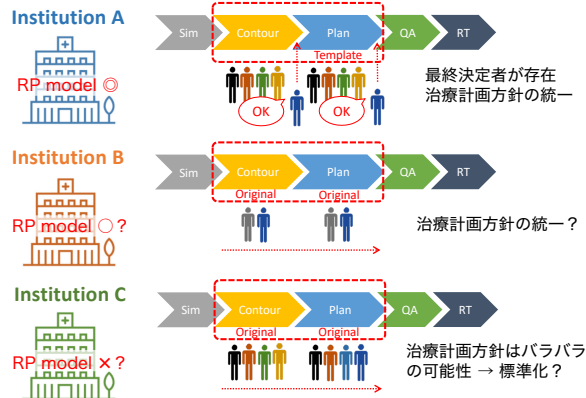 Institution A
RP model ◎
Sim
Contour
Plan
QA
RT
Template
OK
OK
最終決定者が存在
治療計画方針の統一
Institution B
RP model ○?
Sim
Contour
Plan
QA
RT
Original
Original
治療計画方針の統一？
Institution C
RP model ×?
Sim
Contour
Plan
QA
RT
Original
Original
治療計画方針はバラバラ
の可能性 → 標準化？